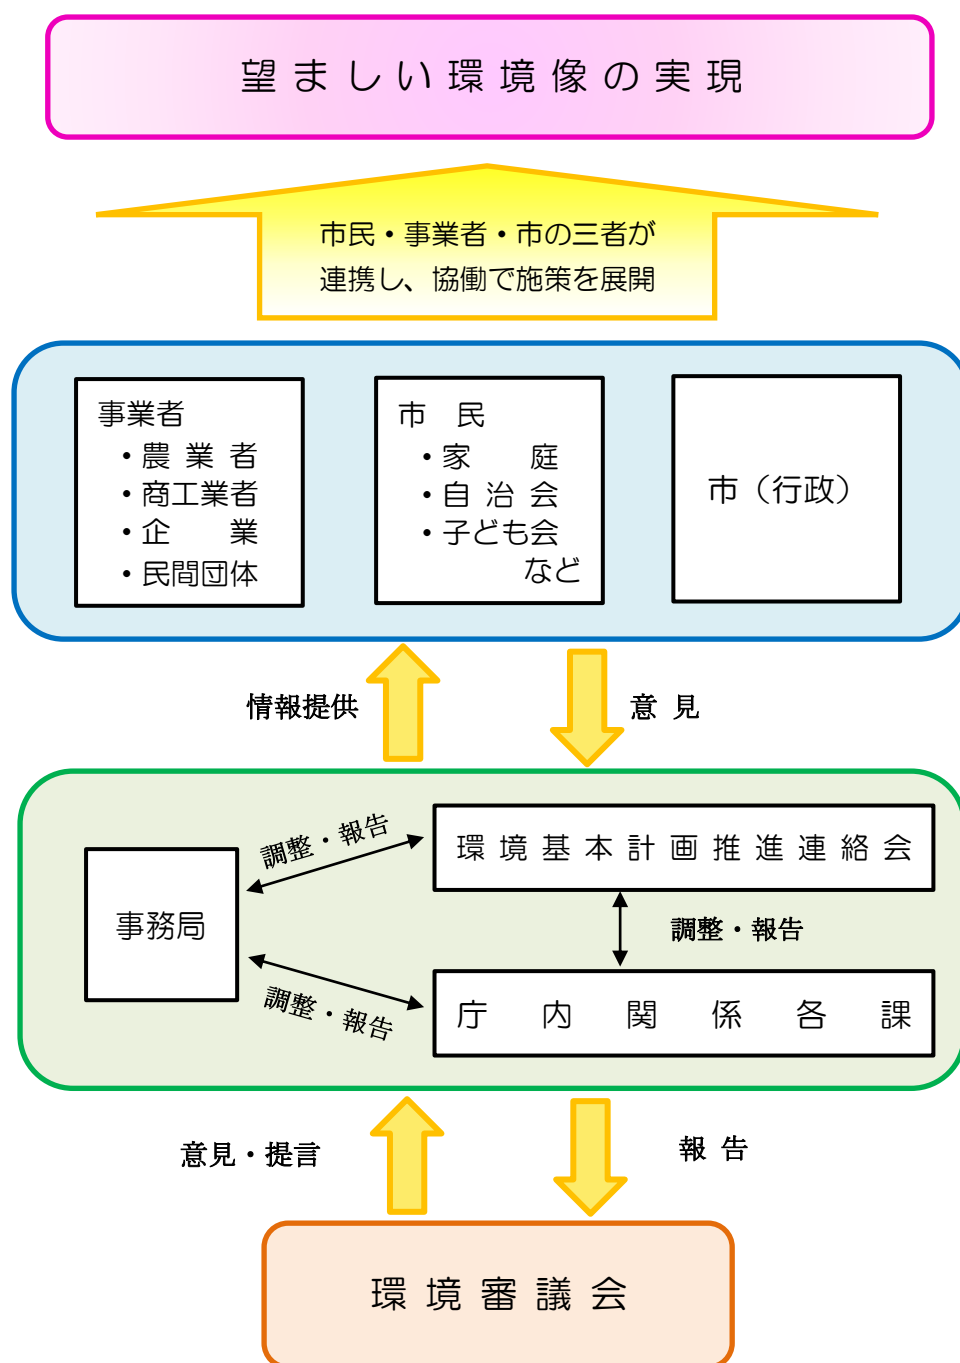 望ましい環境像の実現
市民・事業者・市の三者が
連携し、協働で施策を展開
事業者
・農業者
・商工業者
・企　業
・民間団体
市　民
・家　庭
・自治会
・子ども会
など
市（行政）
情報提供
意 見
調整・報告
環境基本計画推進連絡会
事務局
調整・報告
調整・報告
庁内関係各課
意見・提言
報 告
環境審議会